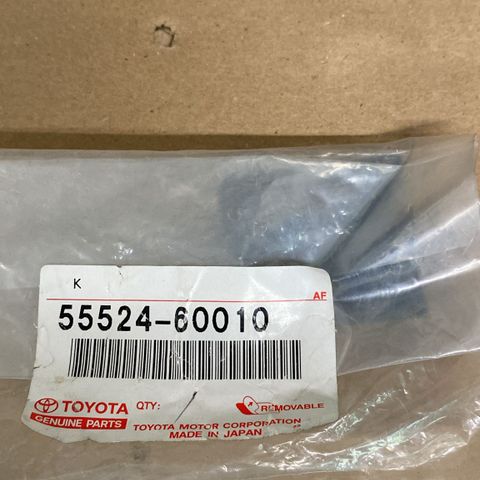 K
AF
55524-60010
TOYOTA QTY: REMOVABLE
GENUINE PARTS TOYOTA MOTOR CORPORATION
MADE IN JAPAN